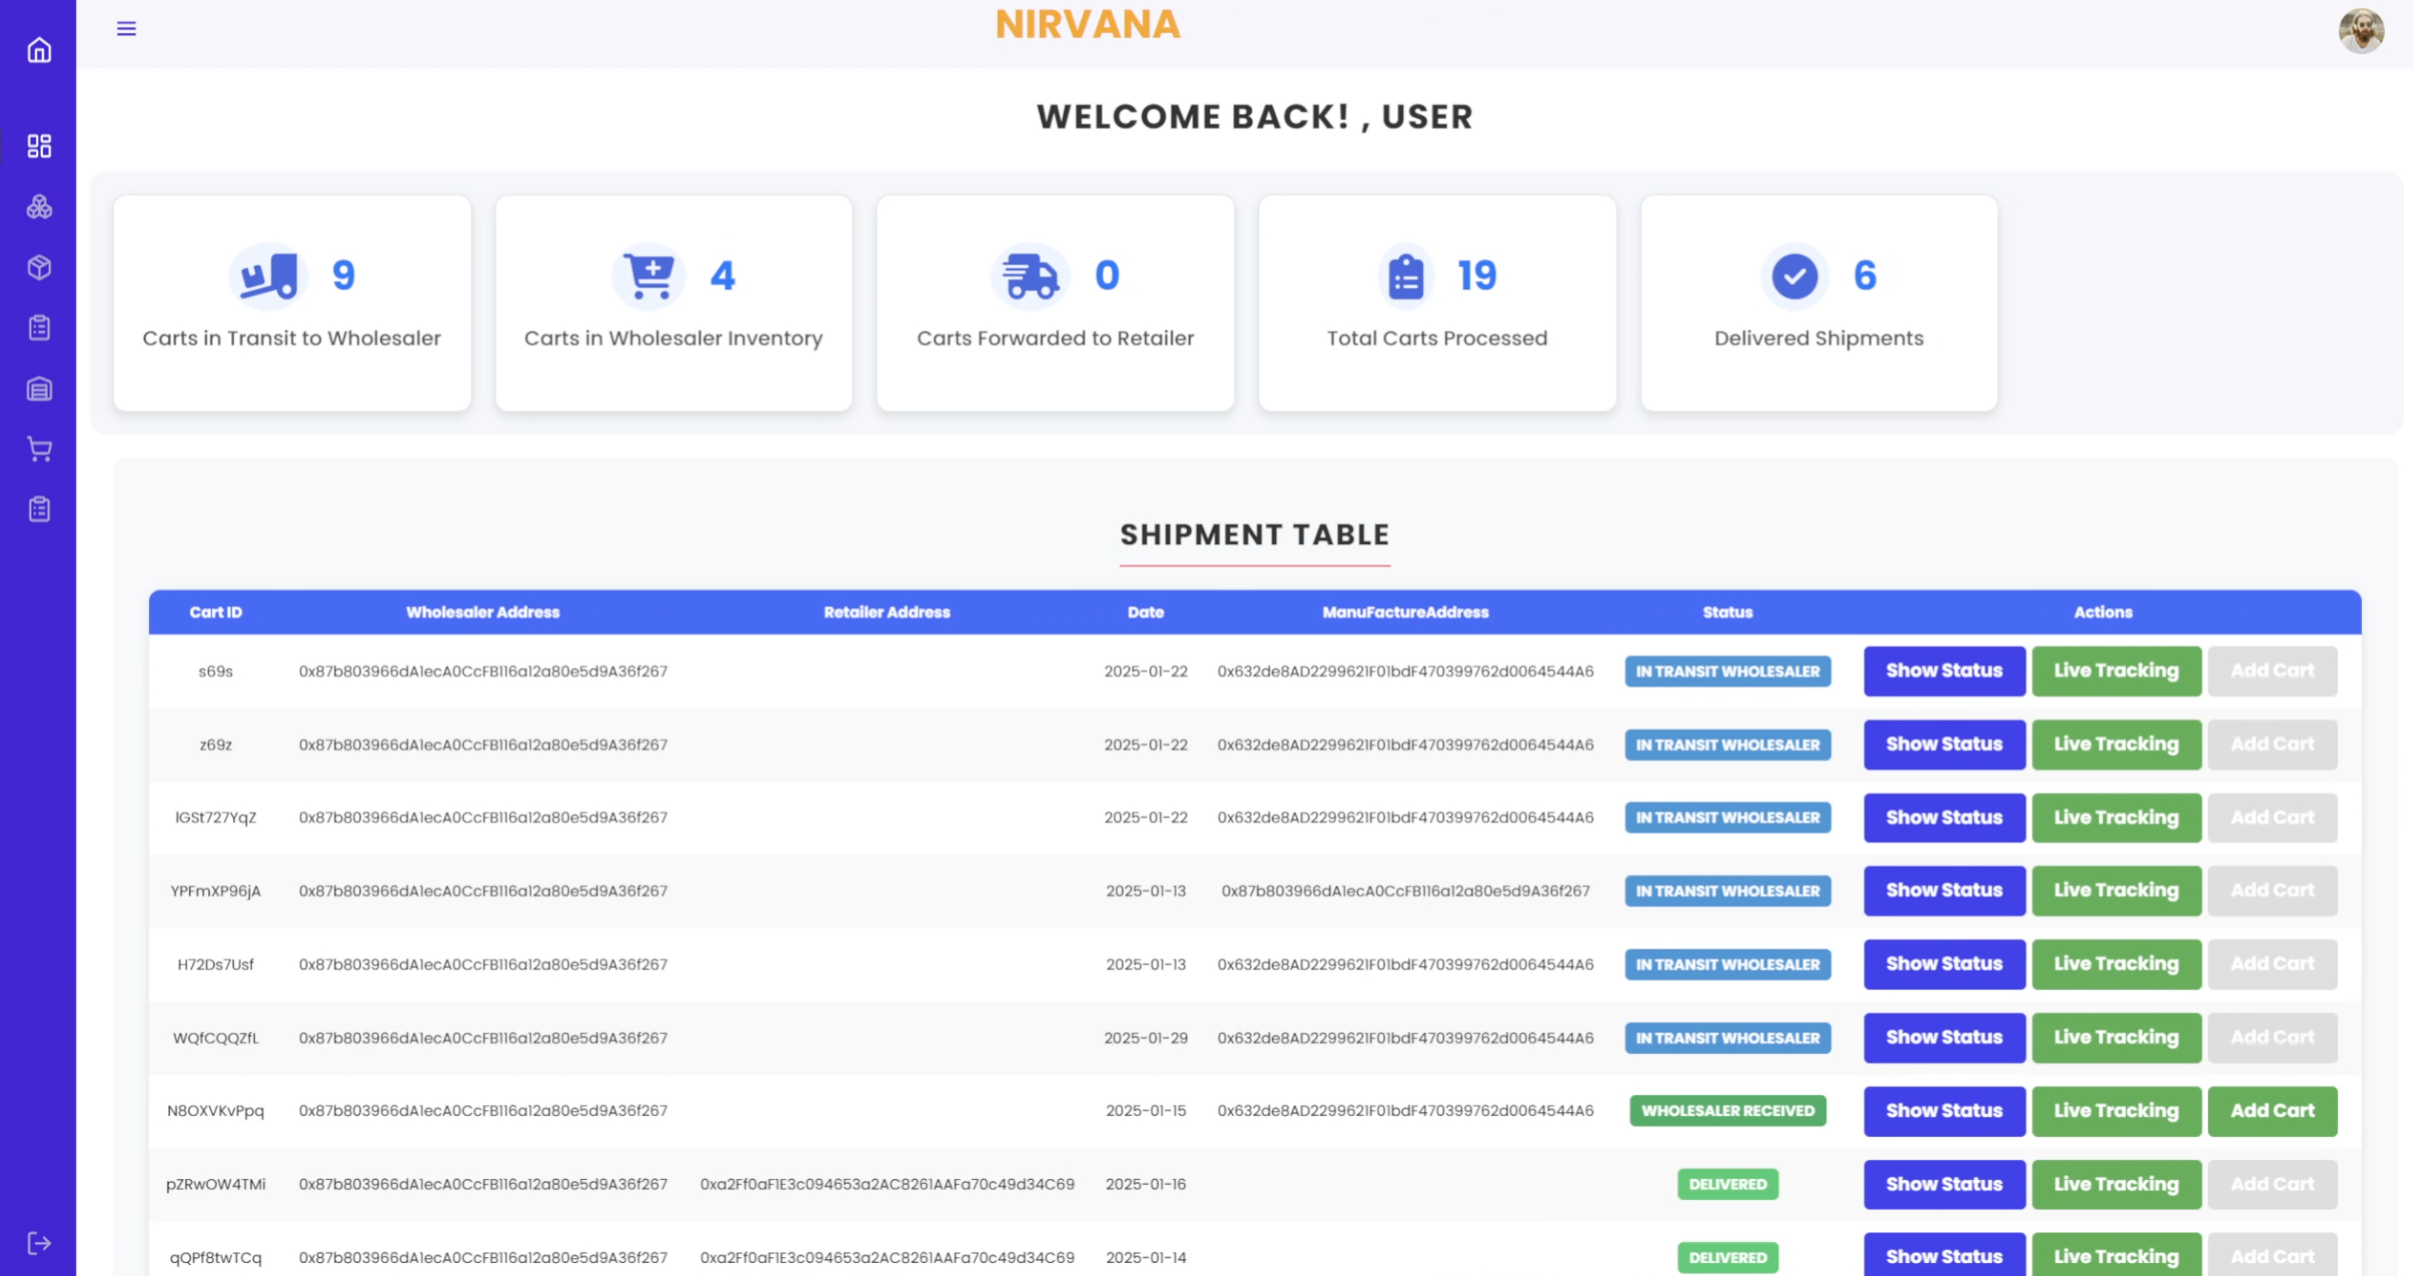 NIRVANA
WELCOME BACK! , USER
9
Carts in Transit to Wholesaler
4
Carts in Wholesaler Inventory
0
Carts Forwarded to Retailer
19
Total Carts Processed
6
Delivered Shipments
SHIPMENT TABLE
Cart ID Wholesaler Address Retailer Address Date ManuFactureAddress Status Actions
s69s 0x87b803966dA1ecA0CcFB116a12a80e5d9A36f267 2025-01-22 0x632de8AD2299621F01bdF470399762d0064544A6 IN TRANSIT WHOLESALER Show Status Live Tracking Add Cart
z69z 0x87b803966dA1ecA0CcFB116a12a80e5d9A36f267 2025-01-22 0x632de8AD2299621F01bdF470399762d0064544A6 IN TRANSIT WHOLESALER Show Status Live Tracking Add Cart
lGSt727YqZ 0x87b803966dA1ecA0CcFB116a12a80e5d9A36f267 2025-01-22 0x632de8AD2299621F01bdF470399762d0064544A6 IN TRANSIT WHOLESALER Show Status Live Tracking Add Cart
YPFmXP96jA 0x87b803966dA1ecA0CcFB116a12a80e5d9A36f267 2025-01-13 0x87b803966dA1ecA0CcFB116a12a80e5d9A36f267 IN TRANSIT WHOLESALER Show Status Live Tracking Add Cart
H72Ds7Usf 0x87b803966dA1ecA0CcFB116a12a80e5d9A36f267 2025-01-13 0x632de8AD2299621F01bdF470399762d0064544A6 IN TRANSIT WHOLESALER Show Status Live Tracking Add Cart
WQfCQQZfL 0x87b803966dA1ecA0CcFB116a12a80e5d9A36f267 2025-01-29 0x632de8AD2299621F01bdF470399762d0064544A6 IN TRANSIT WHOLESALER Show Status Live Tracking Add Cart
N8OXVKvPpq 0x87b803966dA1ecA0CcFB116a12a80e5d9A36f267 2025-01-15 0x632de8AD2299621F01bdF470399762d0064544A6 WHOLESALER RECEIVED Show Status Live Tracking Add Cart
pZRwOW4TMi 0x87b803966dA1ecA0CcFB116a12a80e5d9A36f267 0xa2Ff0aF1E3c094653a2AC8261AAFa70c49d34C69 2025-01-16 DELIVERED Show Status Live Tracking Add Cart
qQPf8twTCq 0x87b803966dA1ecA0CcFB116a12a80e5d9A36f267 0xa2Ff0aF1E3c094653a2AC8261AAFa70c49d34C69 2025-01-14 DELIVERED Show Status Live Tracking Add Cart